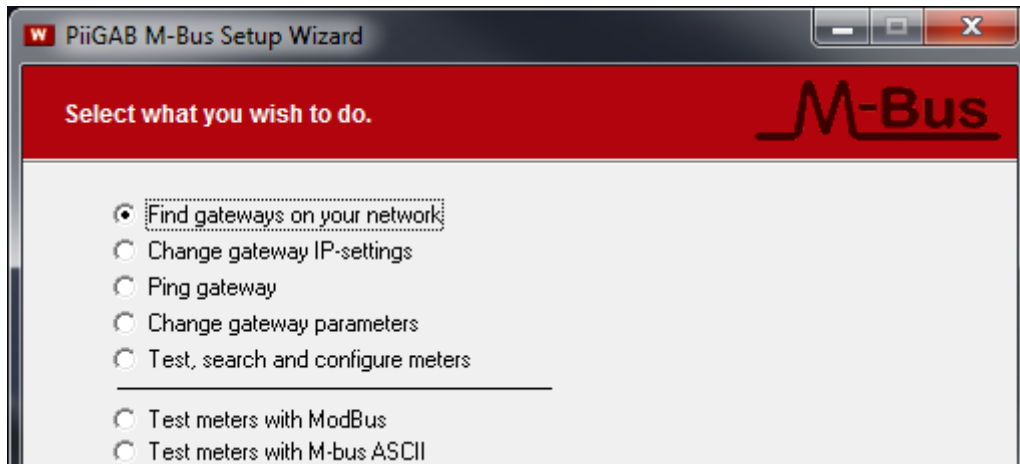 W PiiGAB M-Bus Setup Wizard
Select what you wish to do.
M-Bus
Find gateways on your network
Change gateway IP-settings
Ping gateway
Change gateway parameters
Test, search and configure meters
Test meters with ModBus
Test meters with M-bus ASCII